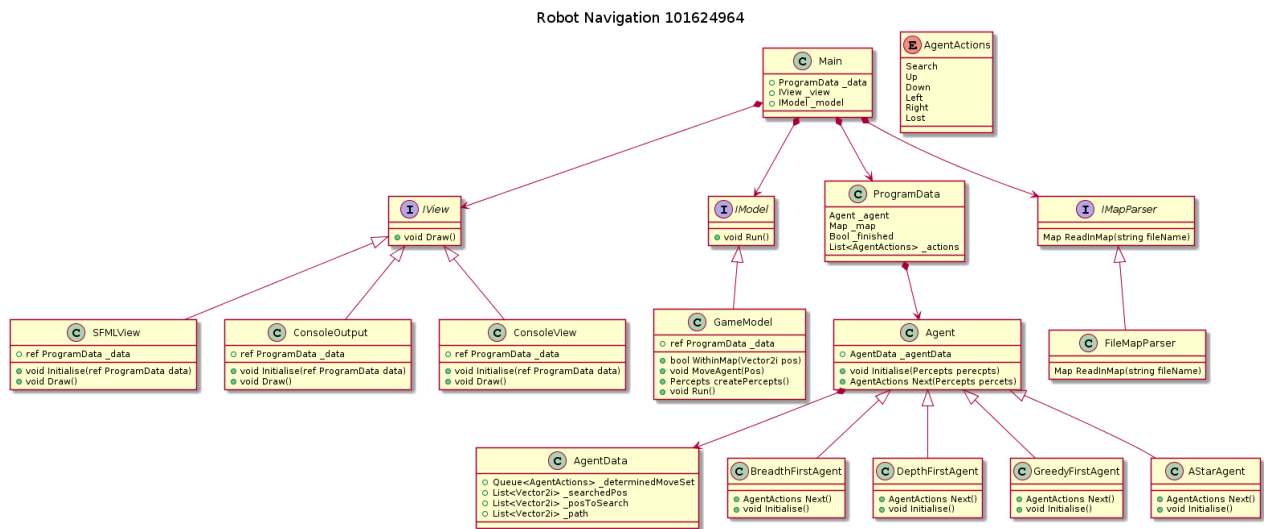 Robot Navigation 101624964
E AgentActions
Search
Up
Down
Left
Right
Lost
C Main
ProgramData _data
IView _view
IModel _model
I IView
void Draw()
I IModel
void Run()
C ProgramData
Agent _agent
Map _map
Bool _finished
List<AgentActions> _actions
I IMapParser
Map ReadInMap(string fileName)
C SFMLView
ref ProgramData _data
void Initialise(ref ProgramData data)
void Draw()
C ConsoleOutput
ref ProgramData _data
void Initialise(ref ProgramData data)
void Draw()
C ConsoleView
ref ProgramData _data
void Initialise(ref ProgramData data)
void Draw()
C GameModel
ref ProgramData _data
bool WithinMap(Vector2i pos)
void MoveAgent(Pos)
Percepts createPercepts()
void Run()
C Agent
AgentData _agentData
void Initialise(Percepts perecpts)
AgentActions Next(Percepts percets)
C FileMapParser
Map ReadInMap(string fileName)
C AgentData
Queue<AgentActions> _determinedMoveSet
List<Vector2i> _searchedPos
List<Vector2i> _posToSearch
List<Vector2i> _path
C BreadthFirstAgent
AgentActions Next()
void Initialise()
C DepthFirstAgent
AgentActions Next()
void Initialise()
C GreedyFirstAgent
AgentActions Next()
void Initialise()
C AStarAgent
AgentActions Next()
void Initialise()